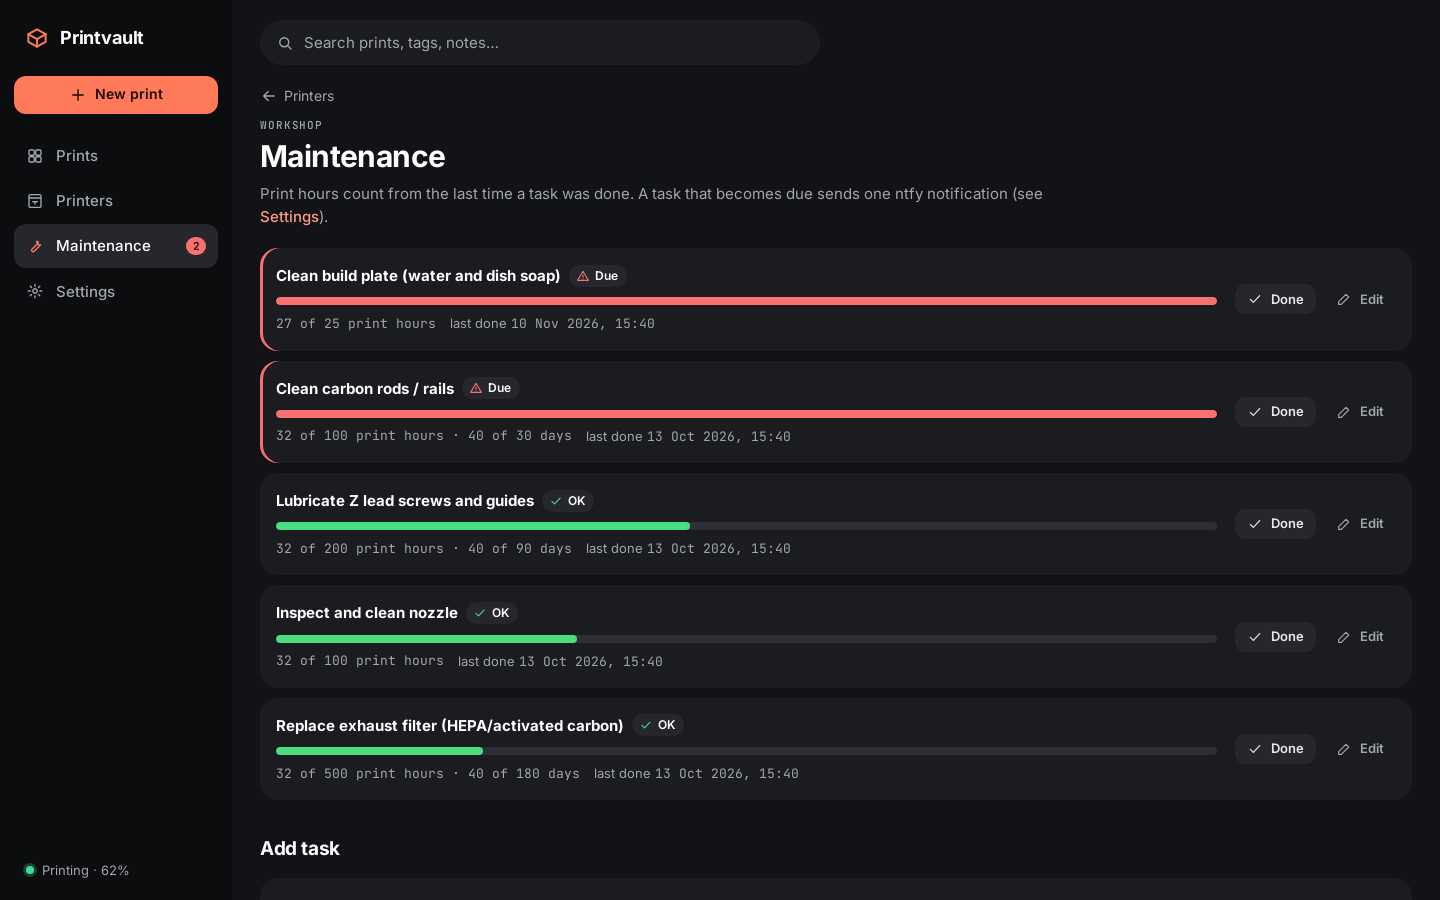 Printvault
New print
Prints
Printers
Maintenance 2
Settings
Printing · 62%
Search prints, tags, notes...
Printers
WORKSHOP
Maintenance
Print hours count from the last time a task was done. A task that becomes due sends one ntfy notification (see
Settings).
Clean build plate (water and dish soap) Due
27 of 25 print hours last done 10 Nov 2026, 15:40
Done Edit
Clean carbon rods / rails Due
32 of 100 print hours · 40 of 30 days last done 13 Oct 2026, 15:40
Done Edit
Lubricate Z lead screws and guides OK
32 of 200 print hours · 40 of 90 days last done 13 Oct 2026, 15:40
Done Edit
Inspect and clean nozzle OK
32 of 100 print hours last done 13 Oct 2026, 15:40
Done Edit
Replace exhaust filter (HEPA/activated carbon) OK
32 of 500 print hours · 40 of 180 days last done 13 Oct 2026, 15:40
Done Edit
Add task